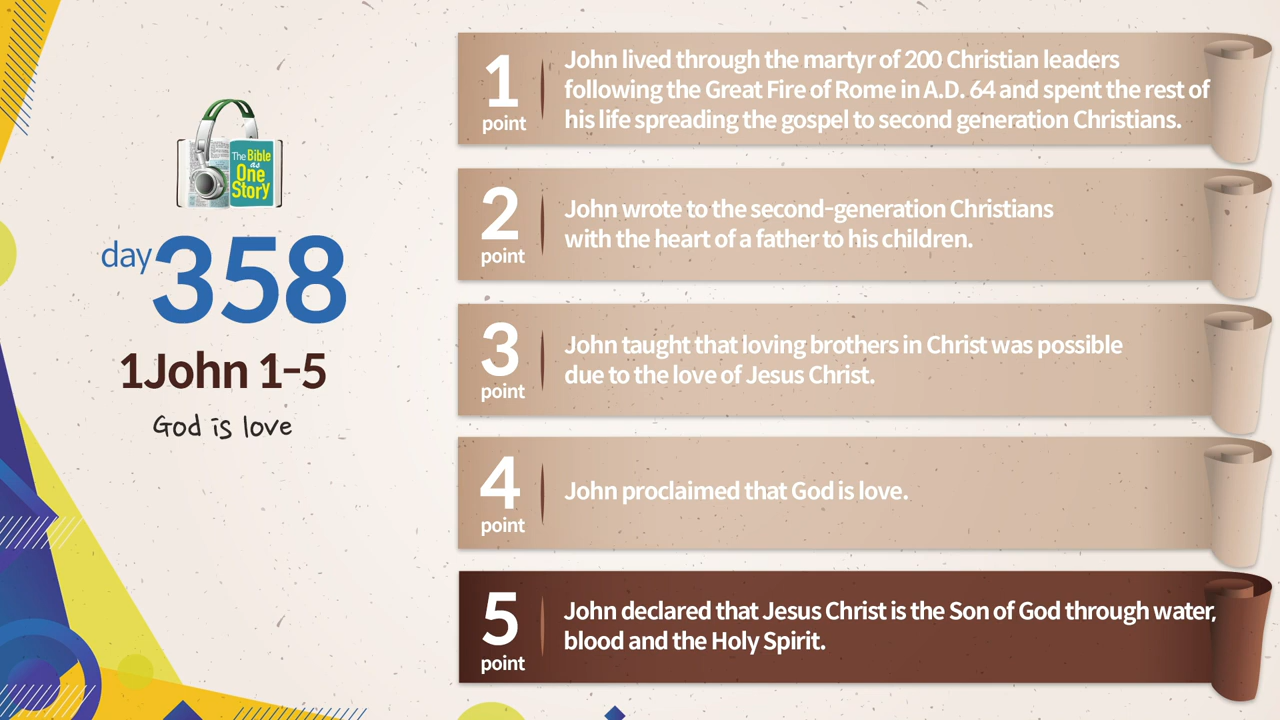 The Bible
as
One
Story
day358
1John 1-5
God is love
1
point
John lived through the martyr of 200 Christian leaders
following the Great Fire of Rome in A.D. 64 and spent the rest of
his life spreading the gospel to second generation Christians.
2
point
John wrote to the second-generation Christians
with the heart of a father to his children.
3
point
John taught that loving brothers in Christ was possible
due to the love of Jesus Christ.
4
point
John proclaimed that God is love.
5
point
John declared that Jesus Christ is the Son of God through water,
blood and the Holy Spirit.